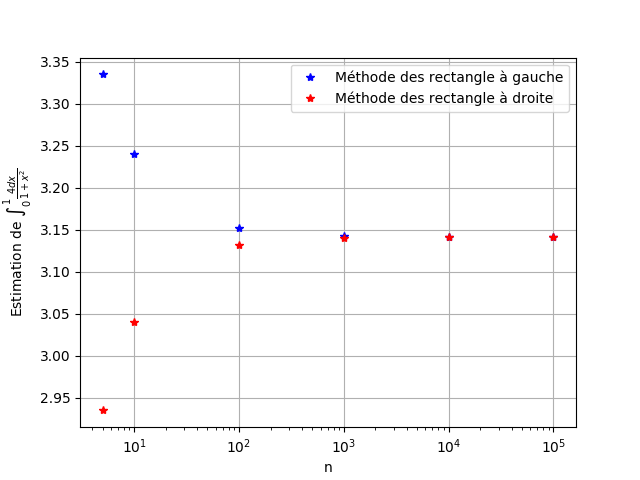 3.35
3.30
3.25
3.20
3.15
3.10
3.05
3.00
2.95
Estimation de ∫₀¹ 4dx/(1 + x²)
Méthode des rectangle à gauche
Méthode des rectangle à droite
10¹ 10² 10³ 10⁴ 10⁵
n